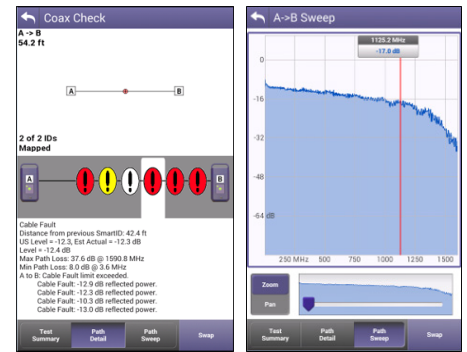 Coax Check
A -> B
54.2 ft
A
B
2 of 2 IDs
Mapped
A
B
Cable Fault
Distance from previous SmartID: 42.4 ft
US Level = -12.3, Est Actual = -12.3 dB
Level = -12.4 dB
Max Path Loss: 37.6 dB @ 1590.8 MHz
Min Path Loss: 8.0 dB @ 3.6 MHz
A to B: Cable Fault limit exceeded.
Cable Fault: -12.9 dB reflected power.
Cable Fault: -12.3 dB reflected power.
Cable Fault: -10.3 dB reflected power.
Cable Fault: -13.0 dB reflected power.
Test Summary
Path Detail
Path Sweep
Swap
A->B Sweep
1125.2 MHz
-17.0 dB
0
-16
-32
-48
-64 dB
250 MHz 500 750 1000 1250 1500
Zoom
Pan
Test Summary
Path Detail
Path Sweep
Swap